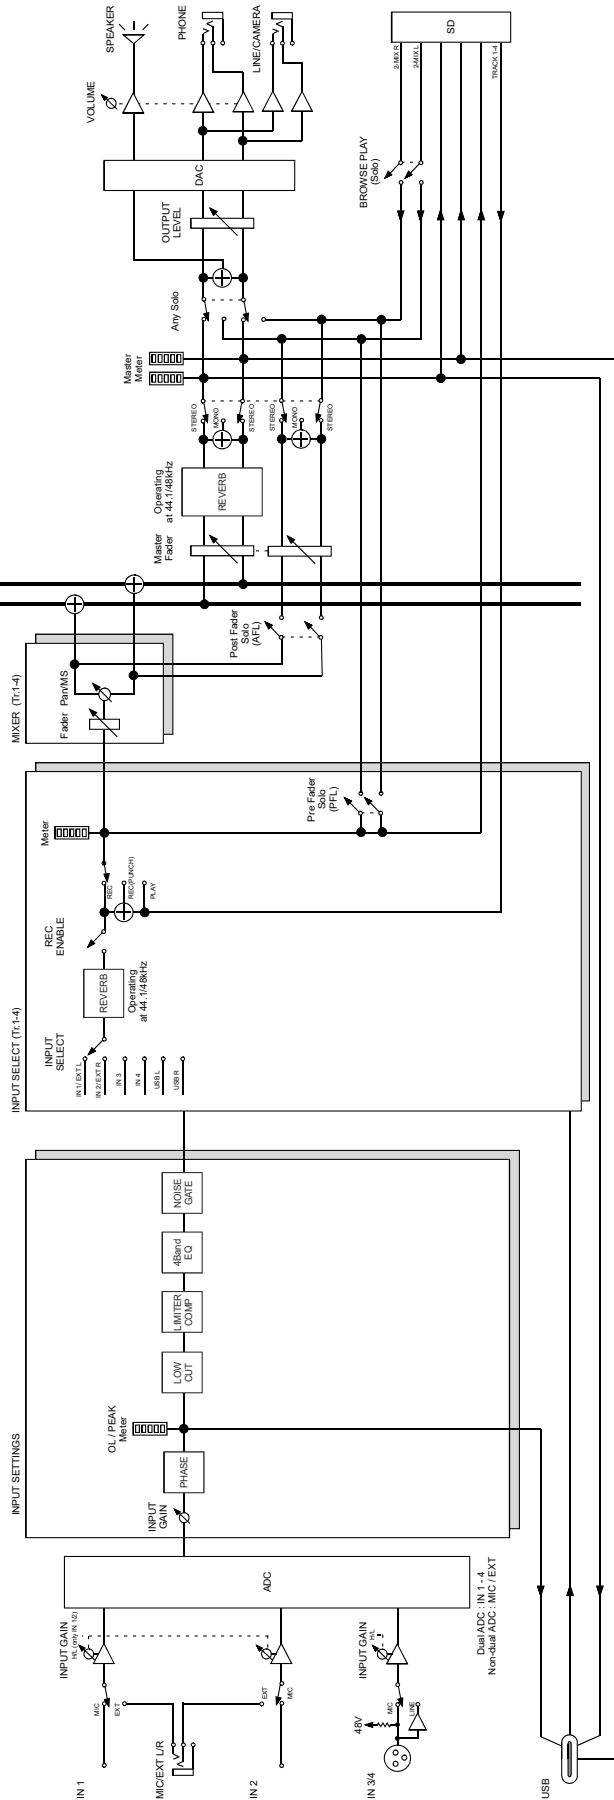 IN 1
MIC/EXT L/R
IN 2
IN 3/4
USB
MIC
EXT
EXT
MIC
48V
MIC
LINE
INPUT GAIN
H/L (only IN 1/2)
INPUT GAIN
H/L
ADC
Dual ADC : IN 1 - 4
Non-dual ADC : MIC / EXT
INPUT SETTINGS
INPUT
GAIN
PHASE
OL / PEAK
Meter
LOW
CUT
LIMITER
COMP
4Band
EQ
NOISE
GATE
INPUT SELECT (Tr.1-4)
IN 1/ EXT L
IN 2/ EXT R
IN 3
IN 4
USB L
USB R
INPUT
SELECT
REVERB
Operating
at 44.1/48kHz
REC
ENABLE
REC
REC(PUNCH)
PLAY
Meter
Pre Fader
Solo
(PFL)
MIXER (Tr.1-4)
Fader
Pan/MS
Post Fader
Solo
(AFL)
Master
Fader
REVERB
Operating
at 44.1/48kHz
STEREO
MONO
STEREO
STEREO
MONO
STEREO
Master
Meter
Any Solo
OUTPUT
LEVEL
DAC
VOLUME
SPEAKER
PHONE
LINE/CAMERA
BROWSE PLAY
(Solo)
2-MIX R
2-MIX L
TRACK 1-4
SD